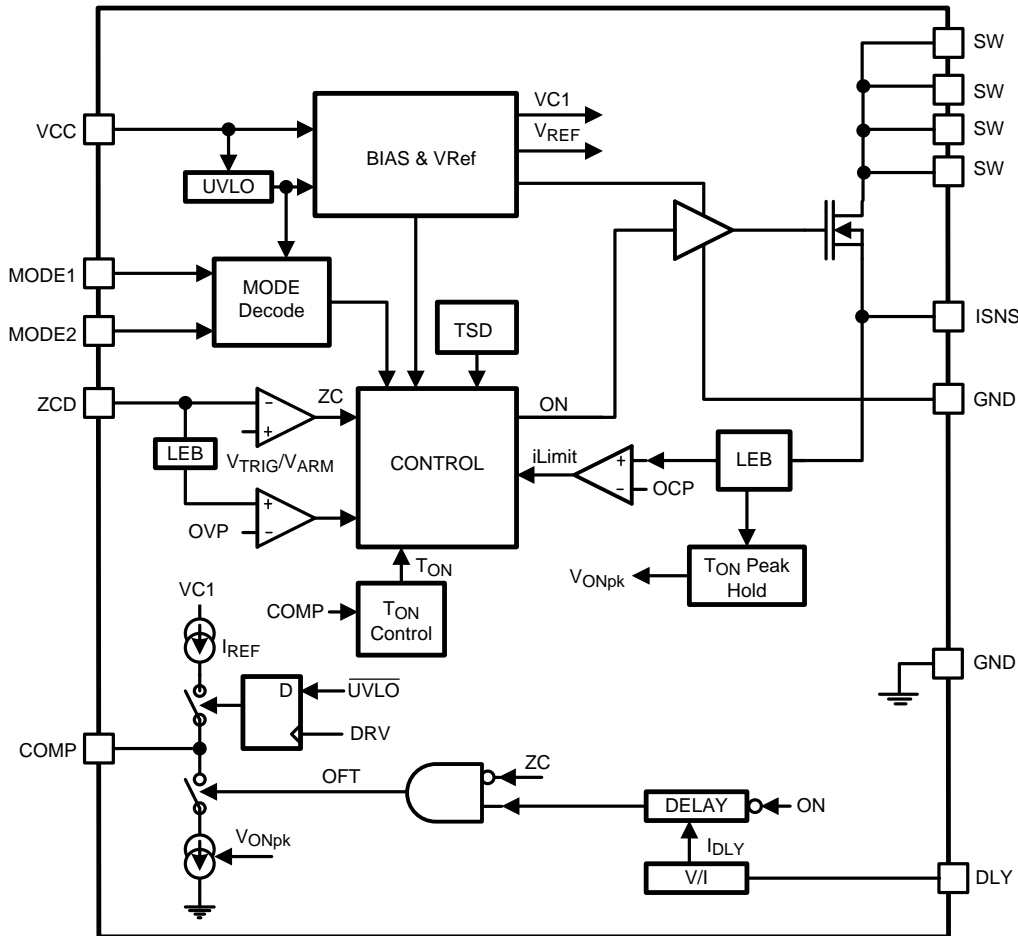 SW
SW
SW
SW
VCC
BIAS & VRef
VC1
VREF
UVLO
MODE1
MODE2
MODE
Decode
TSD
ISNS
ZCD
GND
LEB
−
+
ZC
VTRIG/VARM
CONTROL
ON
iLimit
+
−
OCP
LEB
OVP
+
−
TON
VONpk
TON Peak
Hold
COMP
TON
Control
VC1
IREF
GND
D
U̅V̅L̅O̅
DRV
COMP
OFT
ZC
DELAY
ON
VONpk
IDLY
V/I
DLY